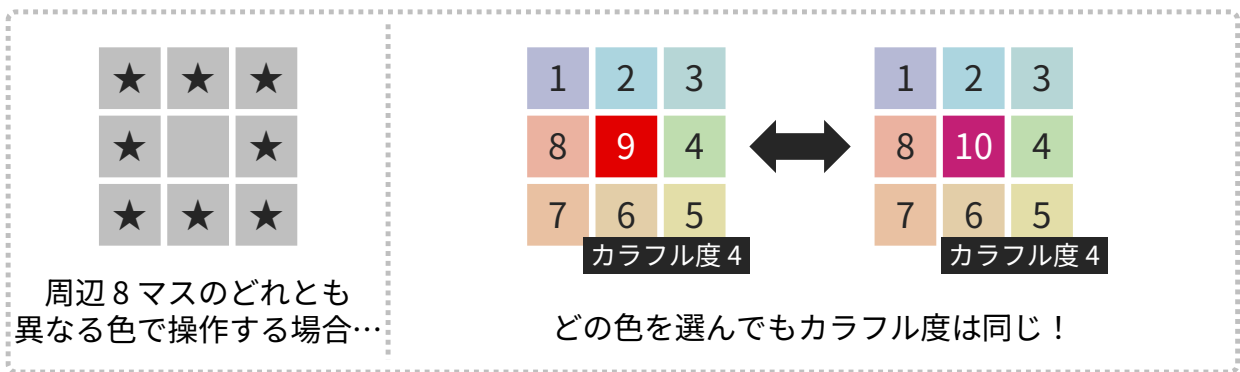 ★ ★ ★
★ ★
★ ★ ★
周辺 8 マスのどれとも
異なる色で操作する場合…
1 2 3
8 9 4
7 6 5
カラフル度 4
1 2 3
8 10 4
7 6 5
カラフル度 4
どの色を選んでもカラフル度は同じ！